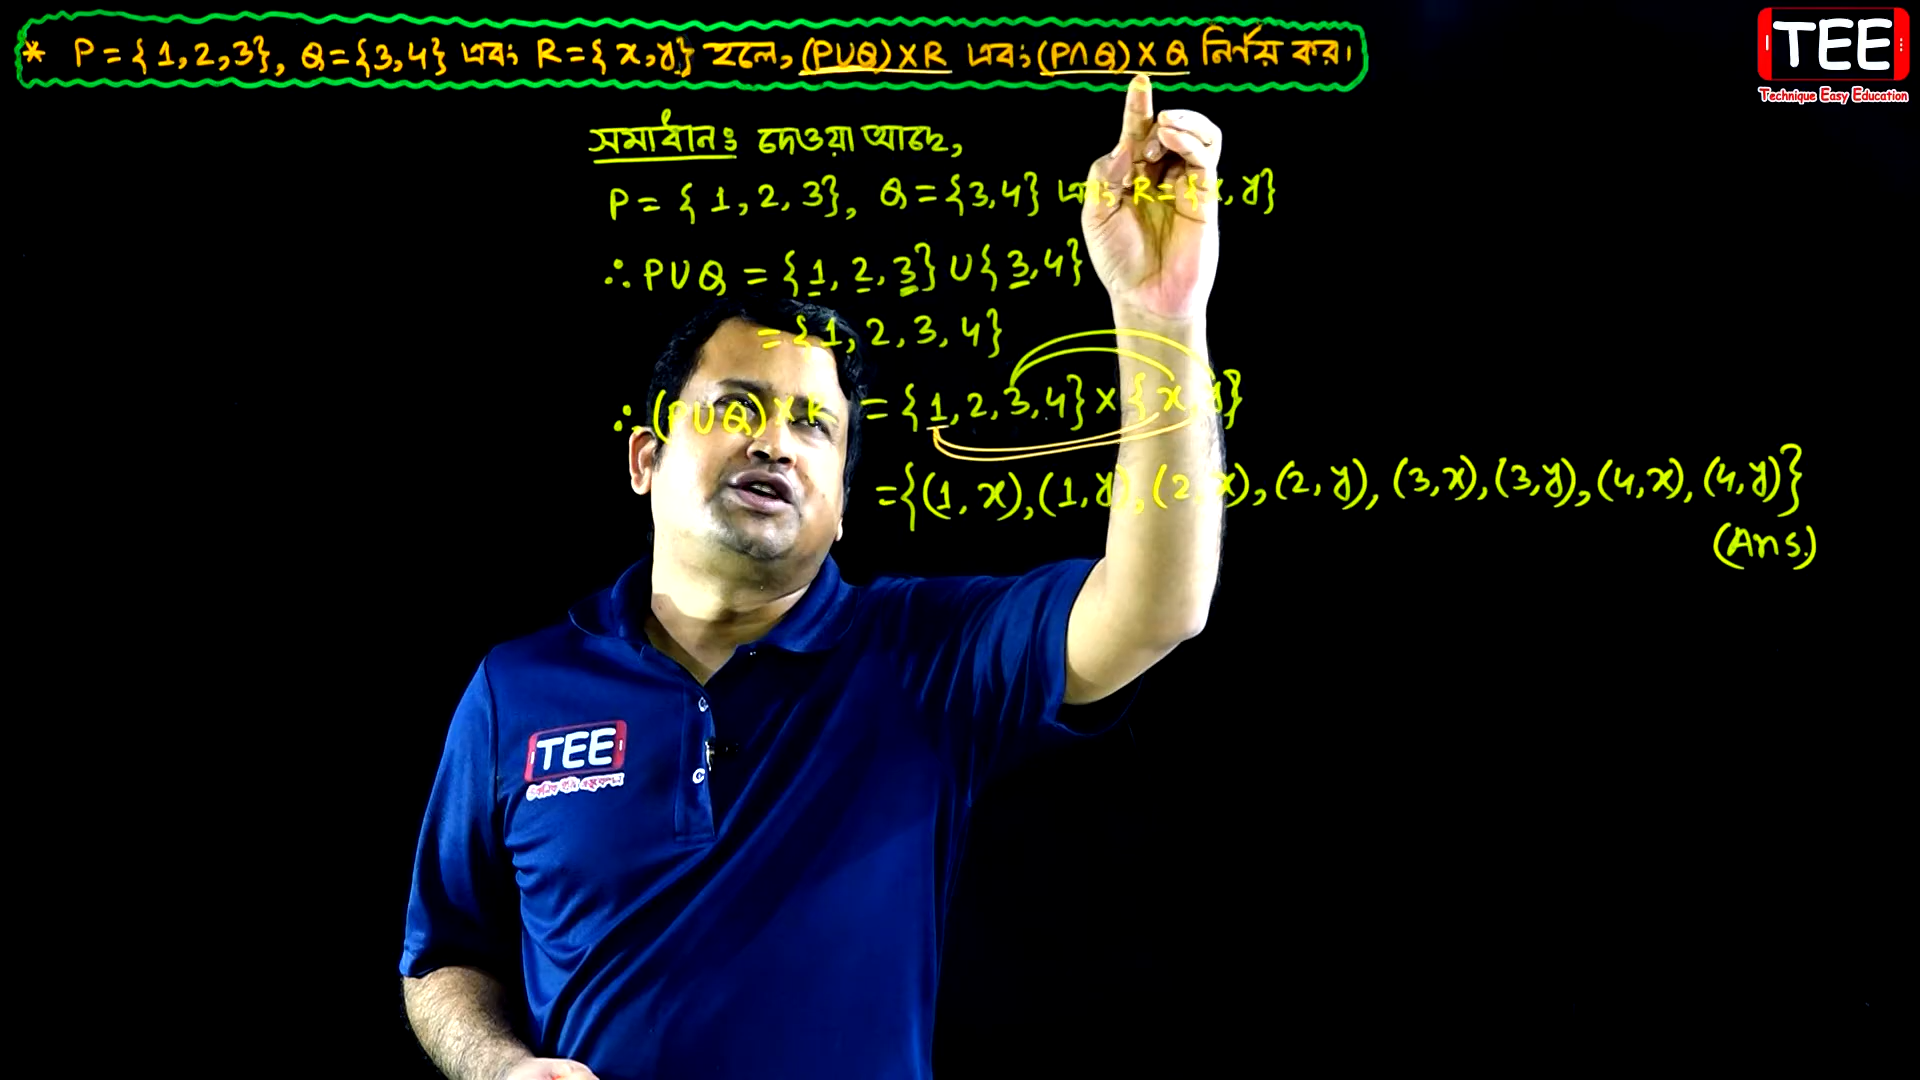 * P = {1,2,3}, Q = {3,4} এবং R = {x,y} হলে, (P∪Q)×R এবং (P∩Q)×Q নির্ণয় কর।
TEE
Technique Easy Education
সমাধানঃ দেওয়া আছে,
P = {1,2,3}, Q = {3,4} এবং R = {x,y}
∴ P∪Q = {1,2,3}∪{3,4}
= {1,2,3,4}
∴ (P∪Q)×R = {1,2,3,4}×{x,y}
= {(1,x),(1,y),(2,x),(2,y),(3,x),(3,y),(4,x),(4,y)}
(Ans.)
TEE